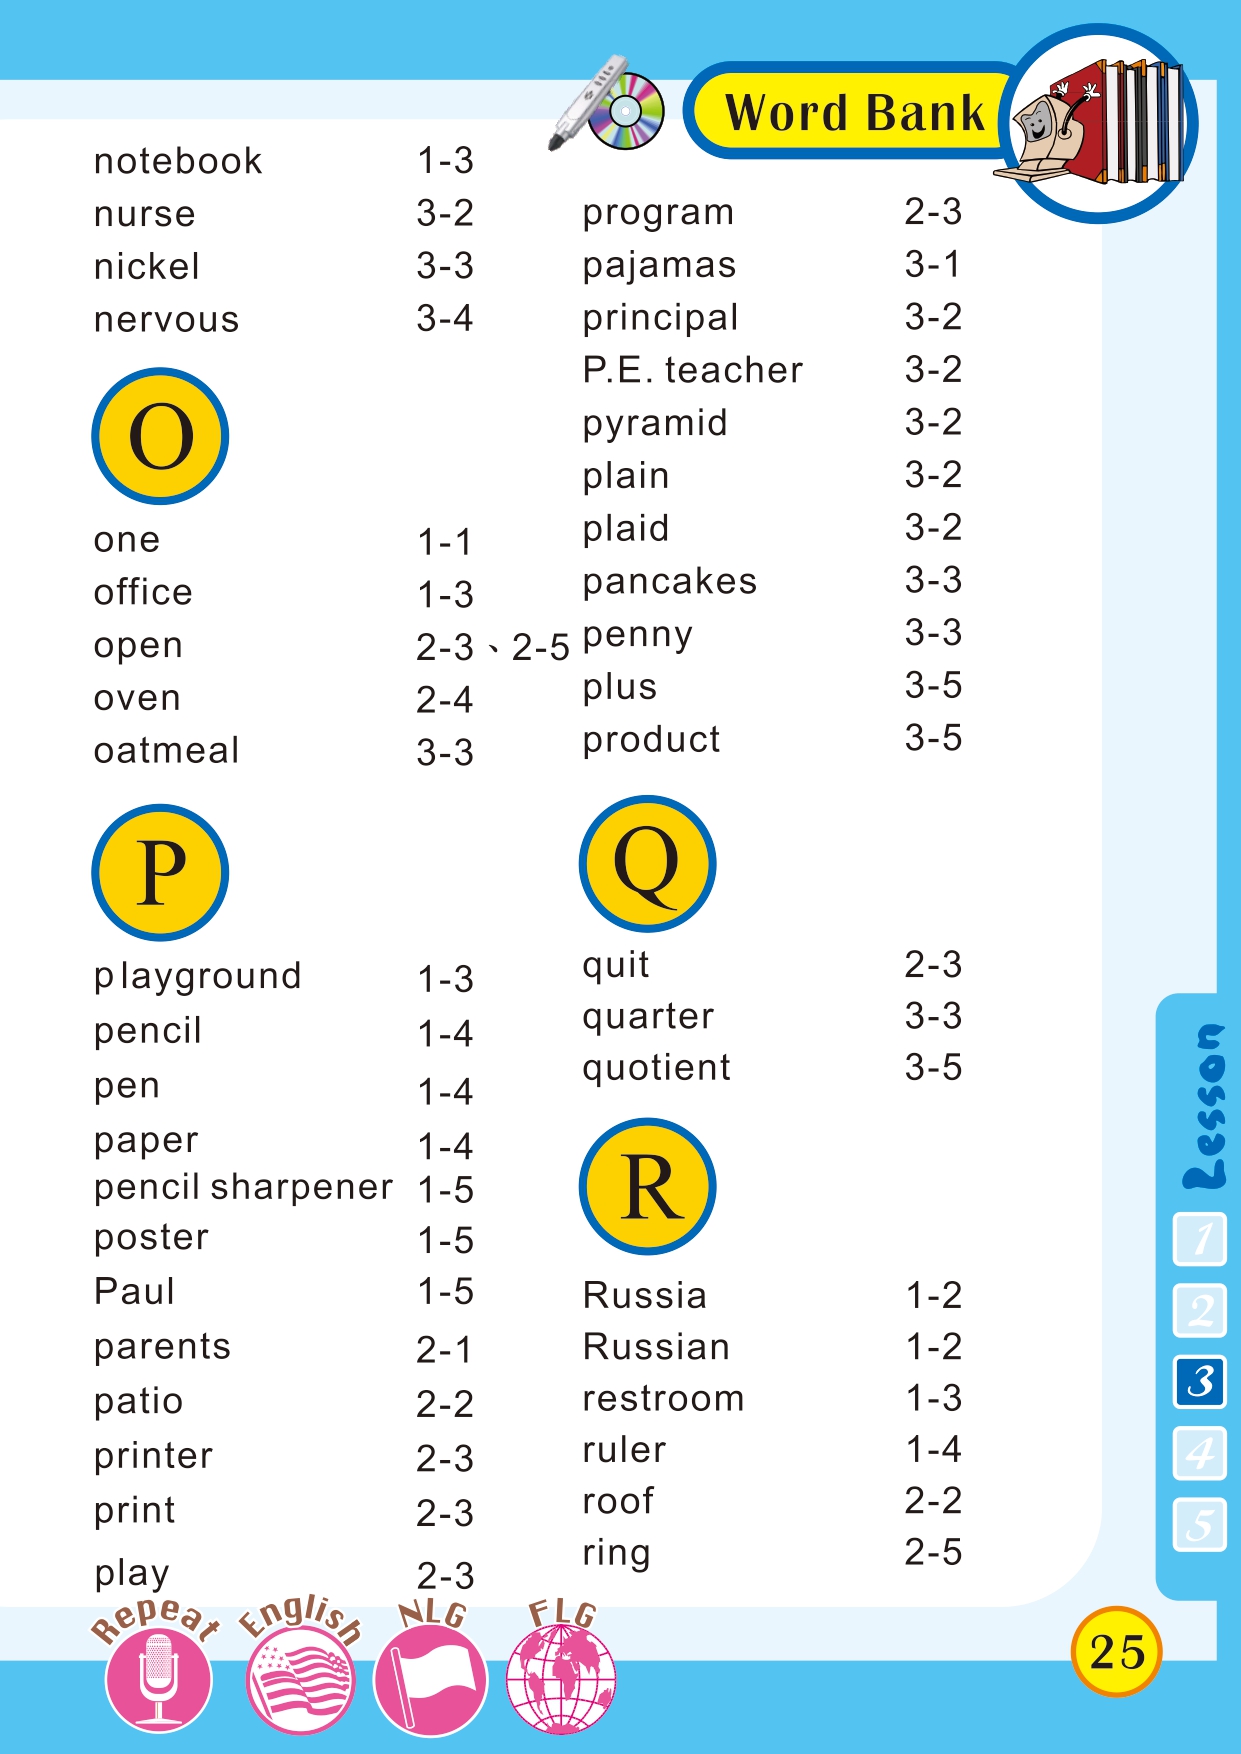 Word Bank
notebook 1-3
nurse 3-2
nickel 3-3
nervous 3-4
O
one 1-1
office 1-3
open 2-3、2-5
oven 2-4
oatmeal 3-3
P
playground 1-3
pencil 1-4
pen 1-4
paper 1-4
pencil sharpener 1-5
poster 1-5
Paul 1-5
parents 2-1
patio 2-2
printer 2-3
print 2-3
play 2-3
program 2-3
pajamas 3-1
principal 3-2
P.E. teacher 3-2
pyramid 3-2
plain 3-2
plaid 3-2
pancakes 3-3
penny 3-3
plus 3-5
product 3-5
Q
quit 2-3
quarter 3-3
quotient 3-5
R
Russia 1-2
Russian 1-2
restroom 1-3
ruler 1-4
roof 2-2
ring 2-5
Lesson
1
2
3
4
5
Repeat
English
NLG
FLG
25